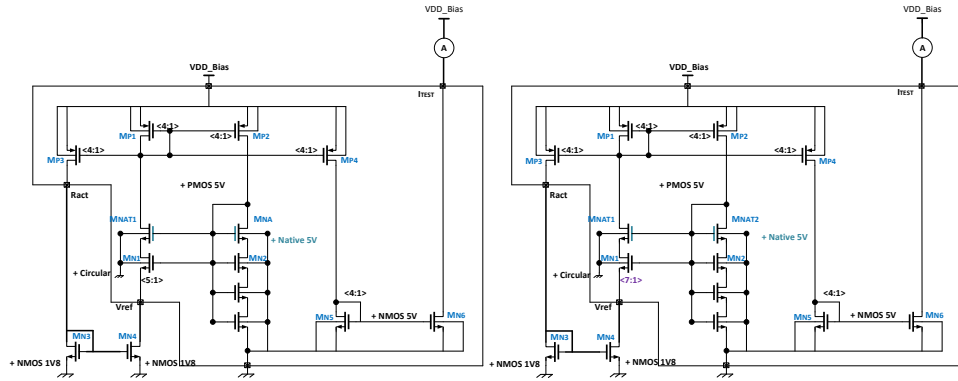 VDD_Bias
A
VDD_Bias
ITEST
MP1
<4:1>
<4:1>
MP2
MP3
<4:1>
<4:1>
MP4
Ract
+ PMOS 5V
MNAT1
MNA
+ Native 5V
MN1
MN2
+ Circular
<5:1>
<4:1>
Vref
MN5
+ NMOS 5V
MN6
MN3
MN4
+ NMOS 1V8
+ NMOS 1V8
VDD_Bias
A
VDD_Bias
ITEST
MP1
<4:1>
<4:1>
MP2
MP3
<4:1>
<4:1>
MP4
Ract
+ PMOS 5V
MNAT1
MNAT2
+ Native 5V
MN1
MN2
+ Circular
<7:1>
<4:1>
Vref
MN5
+ NMOS 5V
MN6
MN3
MN4
+ NMOS 1V8
+ NMOS 1V8